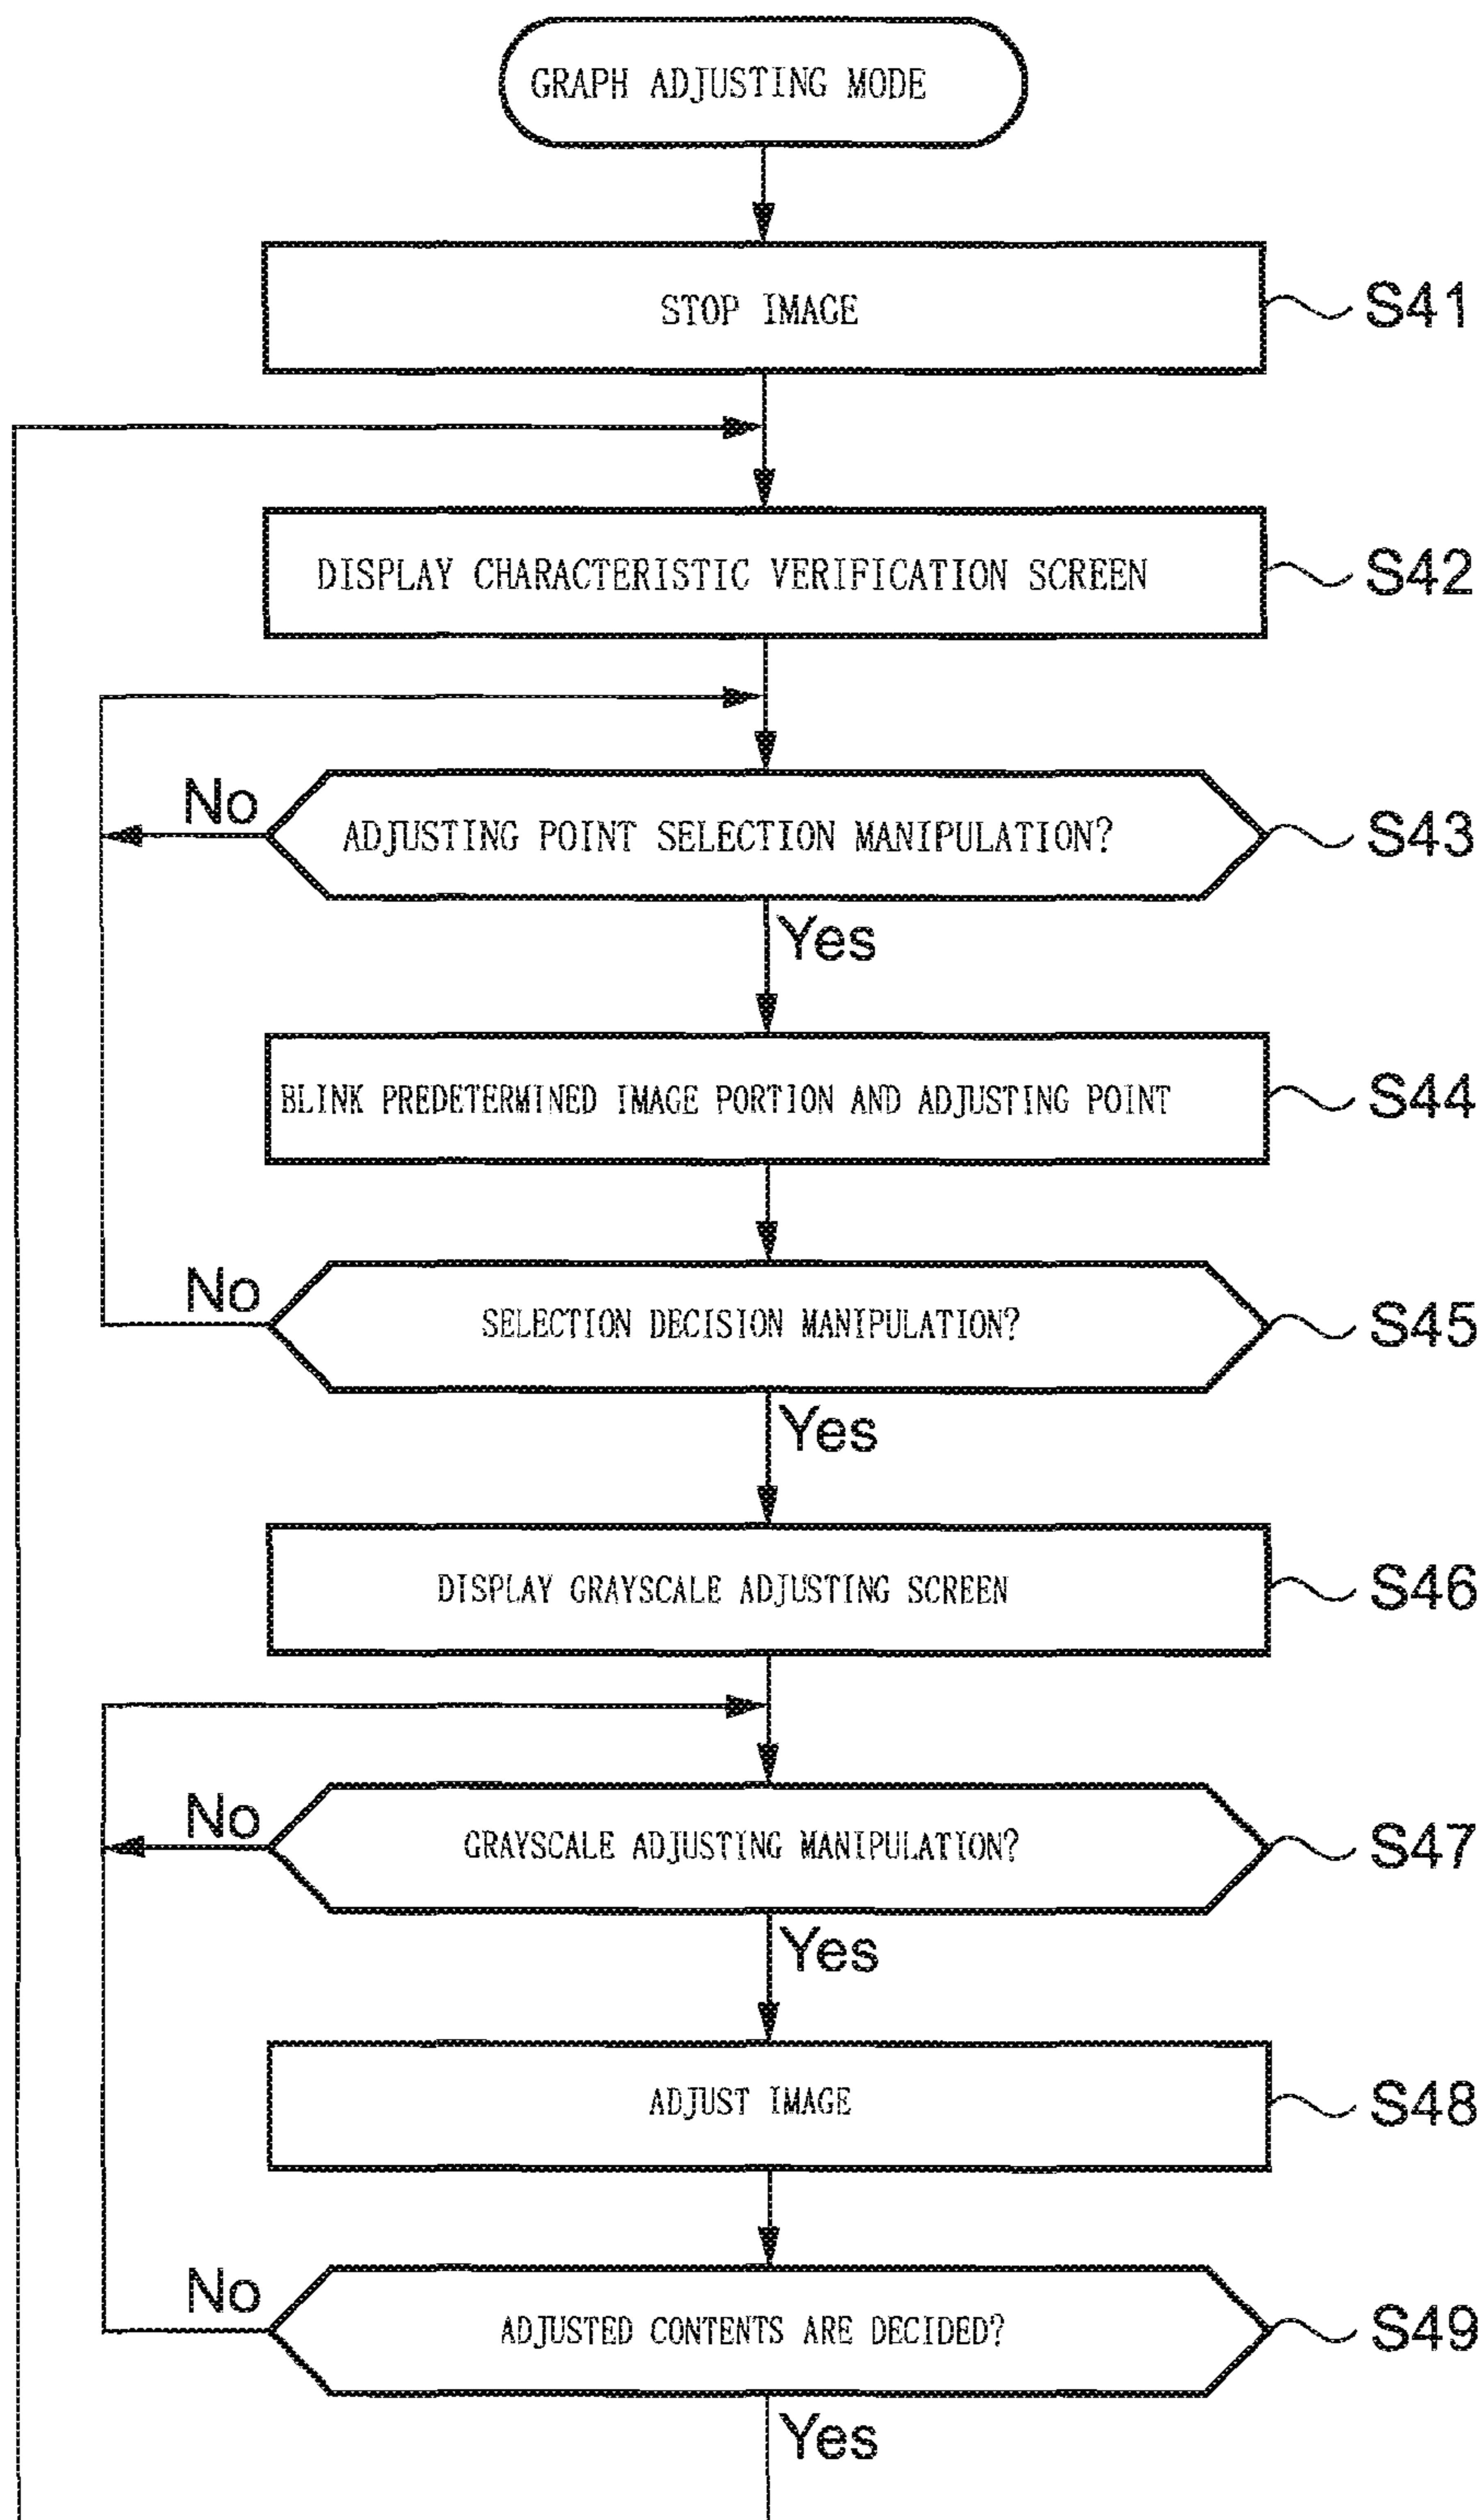 GRAPH ADJUSTING MODE
STOP IMAGE
S41
DISPLAY CHARACTERISTIC VERIFICATION SCREEN
S42
No
ADJUSTING POINT SELECTION MANIPULATION?
S43
Yes
BLINK PREDETERMINED IMAGE PORTION AND ADJUSTING POINT
S44
No
SELECTION DECISION MANIPULATION?
S45
Yes
DISPLAY GRAYSCALE ADJUSTING SCREEN
S46
No
GRAYSCALE ADJUSTING MANIPULATION?
S47
Yes
ADJUST IMAGE
S48
No
ADJUSTED CONTENTS ARE DECIDED?
S49
Yes